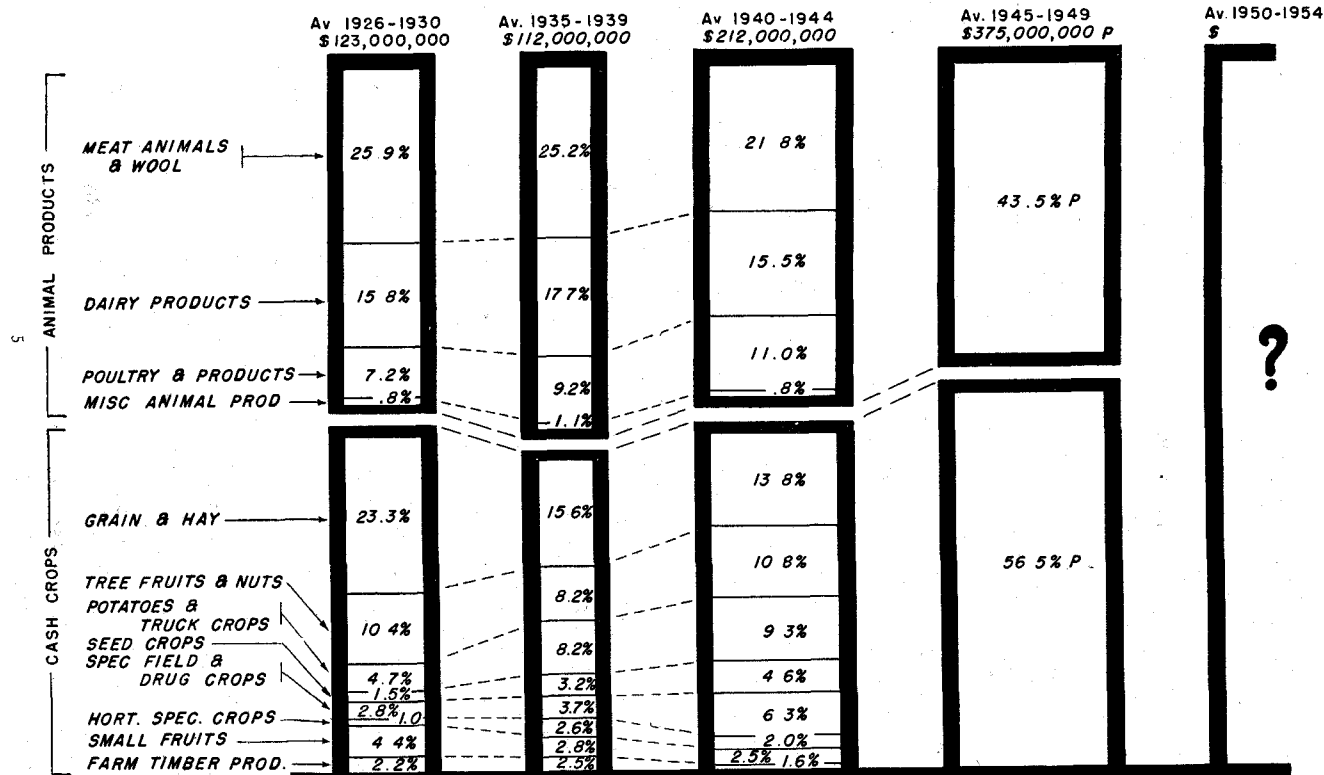 Av. 1926-1930
$123,000,000
Av. 1935-1939
$112,000,000
Av 1940-1944
$212,000,000
Av. 1945-1949
$375,000,000 P
Av. 1950-1954
$
ANIMAL PRODUCTS
MEAT ANIMALS
& WOOL
25.9%
25.2%
21 8%
43.5% P
DAIRY PRODUCTS
15 8%
17 7%
15.5%
POULTRY & PRODUCTS
7.2%
9.2%
11.0%
MISC ANIMAL PROD
.8%
1.1%
.8%
?
5
CASH CROPS
GRAIN & HAY
23.3%
15 6%
13 8%
56 5% P
TREE FRUITS & NUTS
10 4%
8.2%
10 8%
POTATOES &
TRUCK CROPS
4.7%
8.2%
9 3%
SEED CROPS
1.5%
3.2%
4 6%
SPEC FIELD &
DRUG CROPS
2.8%
3.7%
6 3%
HORT. SPEC. CROPS
1.0
2.6%
2.0%
SMALL FRUITS
4 4%
2.8%
2.5%
FARM TIMBER PROD.
2.2%
2.5%
1.6%